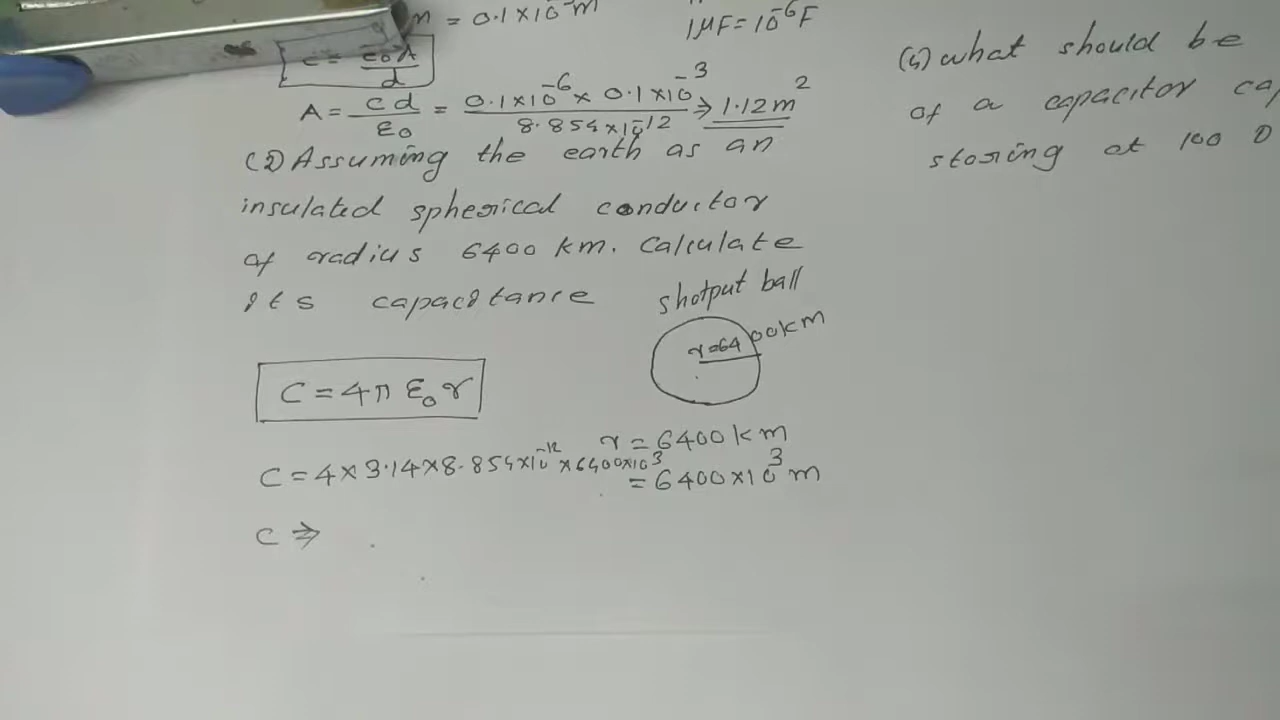 m = 0.1×10 m
1μF=10⁻⁶F
C = ε₀A/d
A = Cd/ε₀ = 0.1×10⁻⁶ × 0.1×10⁻³/8.854×10⁻¹² ⇒ 1.12m²
(2) Assuming the earth as an
insulated spherical conductor
of radius 6400 km. Calculate
its capacitance
shotput ball
r=6400km
C = 4π ε₀ r
r = 6400 km
= 6400×10³ m
C = 4×3.14×8.854×10⁻¹²×6400×10³
C ⇒
(4) what should be
of a capacitor ca
storing at 100